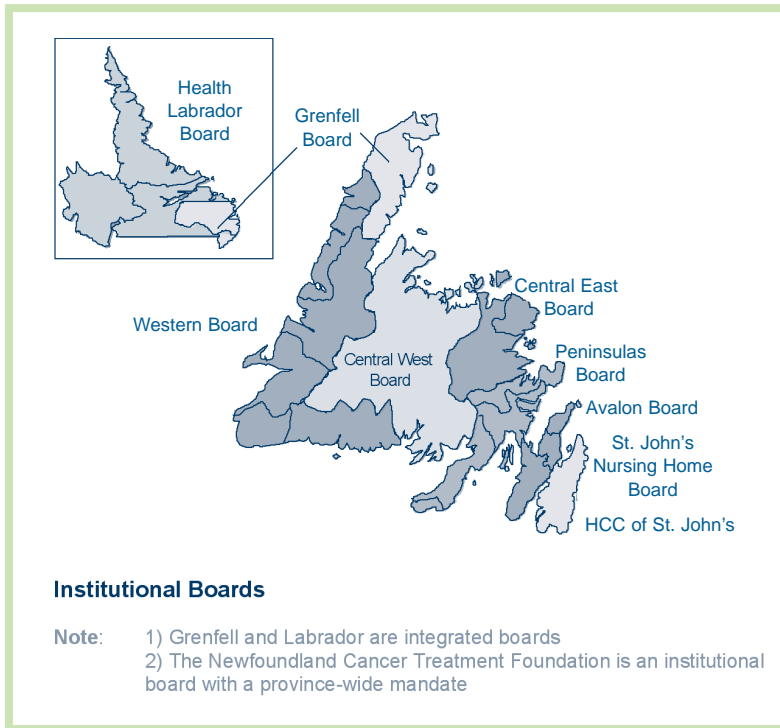 Health
Labrador
Board
Grenfell
Board
Central East
Board
Western Board
Central West
Board
Peninsulas
Board
Avalon Board
St. John's
Nursing Home
Board
HCC of St. John's
Institutional Boards
Note: 1) Grenfell and Labrador are integrated boards
2) The Newfoundland Cancer Treatment Foundation is an institutional
board with a province-wide mandate